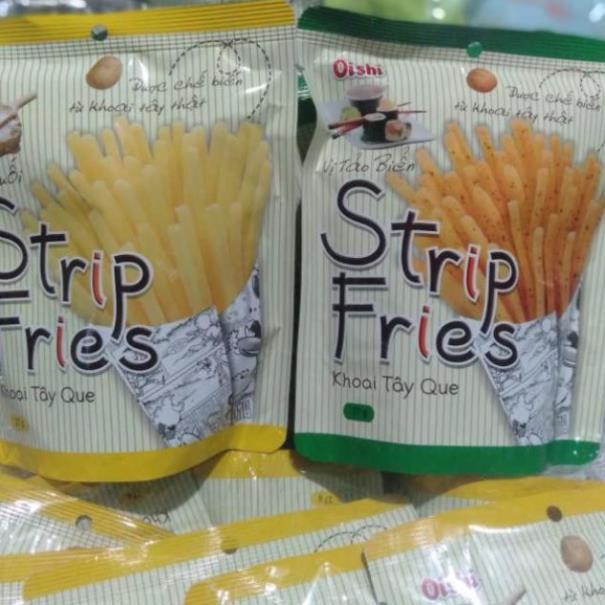 Được chế biến
từ khoai tây thật
Strip
Fries
Khoai Tây Que
Oishi
Được chế biến
từ khoai tây thật
Vị Tảo Biển
Strip
Fries
Khoai Tây Que
Oishi